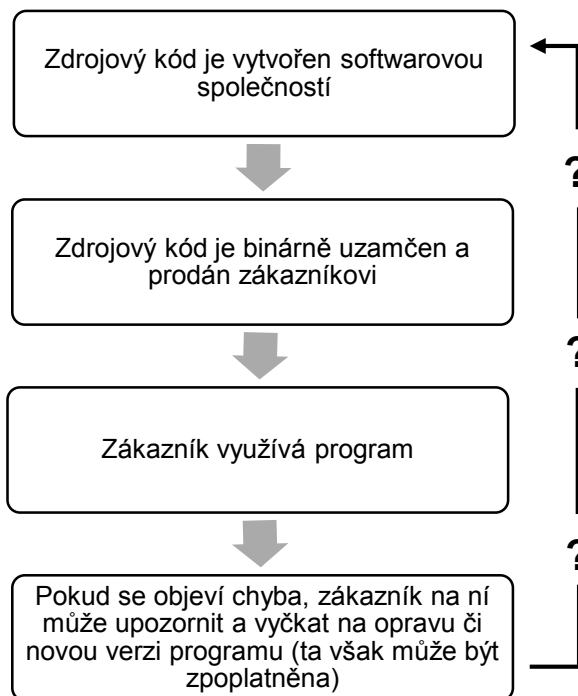 Zdrojový kód je vytvořen softwarovou
společností
?
Zdrojový kód je binárně uzamčen a
prodán zákazníkovi
?
Zákazník využívá program
?
Pokud se objeví chyba, zákazník na ní
může upozornit a vyčkat na opravu či
novou verzi programu (ta však může být
zpoplatněna)